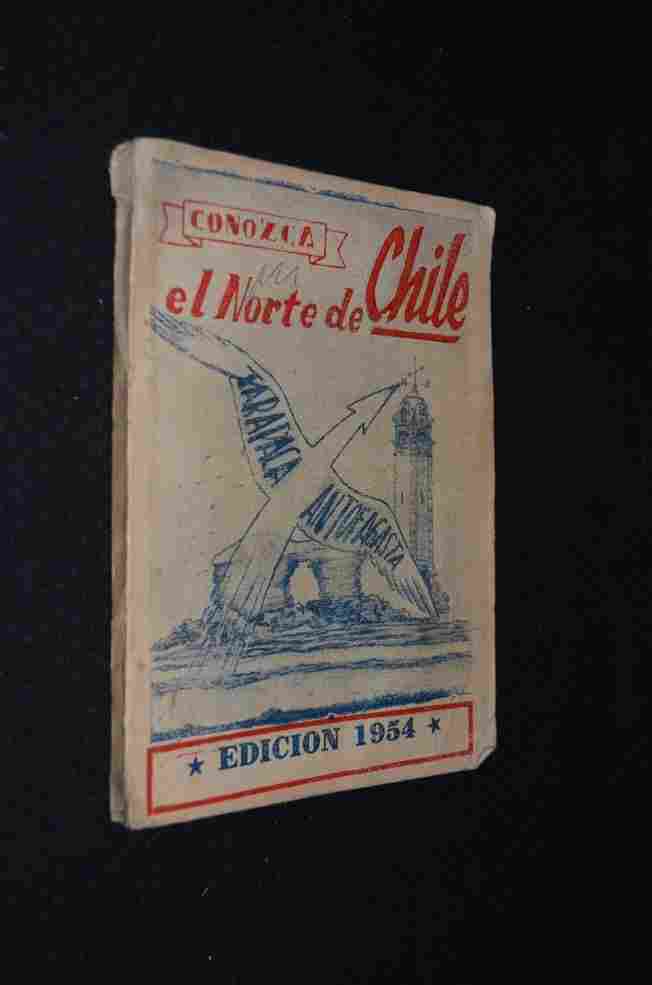 CONOZCA
el Norte de Chile
TARAPACA
ANTOFAGASTA
★ EDICION 1954 ★